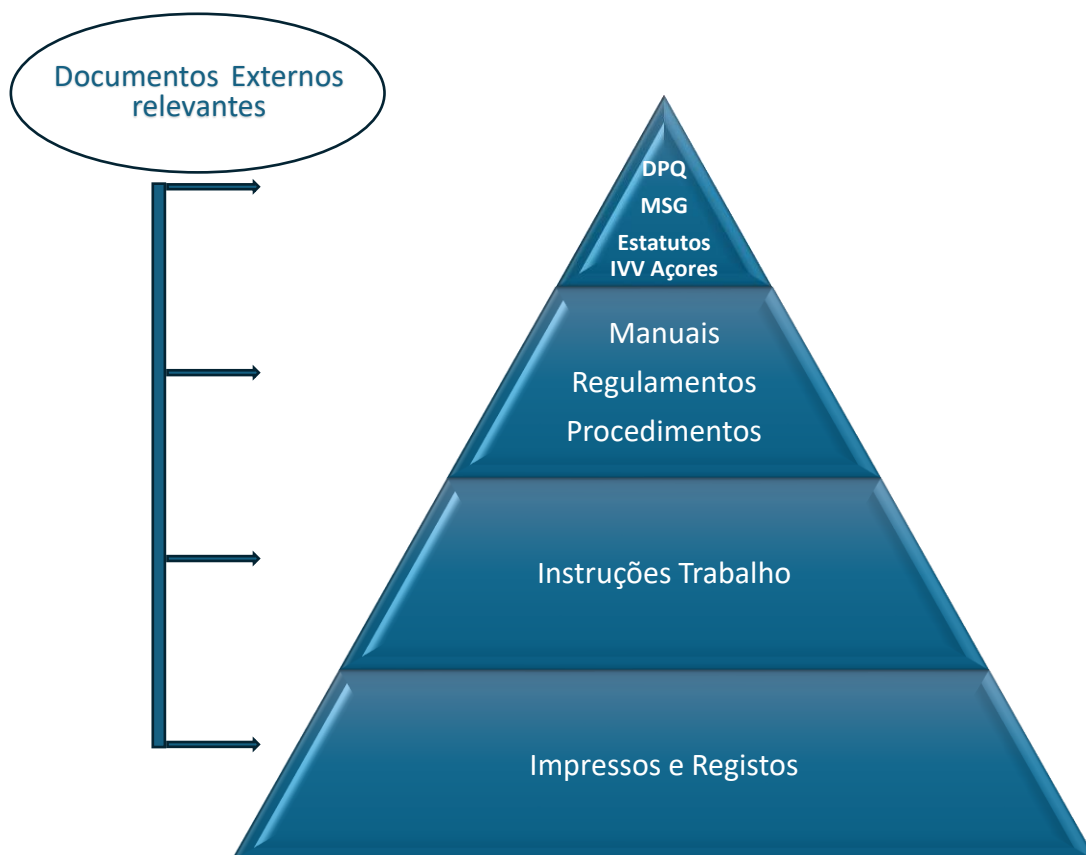 Documentos Externos
relevantes
DPQ
MSG
Estatutos
IVV Açores
Manuais
Regulamentos
Procedimentos
Instruções Trabalho
Impressos e Registos